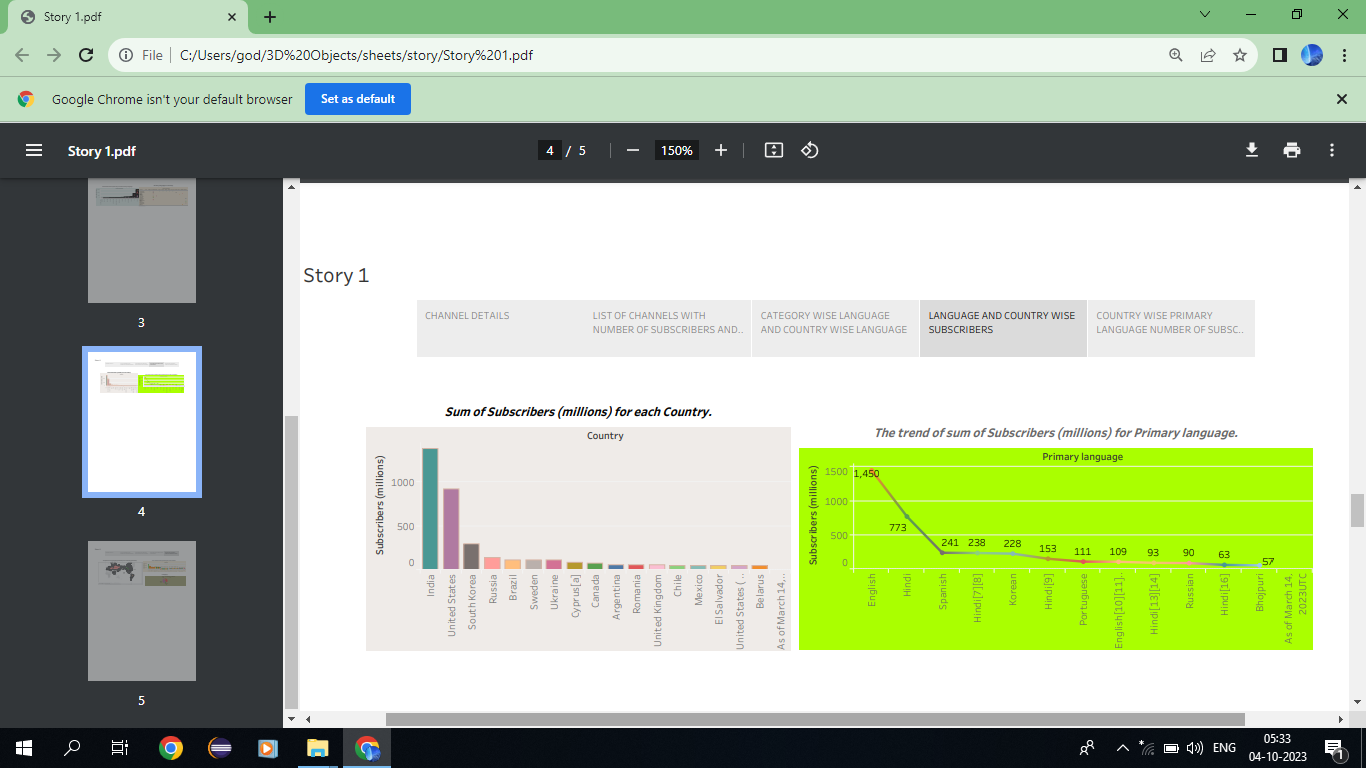 Story 1.pdf
File
C:/Users/god/3D%20Objects/sheets/story/Story%201.pdf
Google Chrome isn't your default browser
Set as default
Story 1.pdf
4 / 5
150%
3
4
5
Story 1
CHANNEL DETAILS
LIST OF CHANNELS WITH
NUMBER OF SUBSCRIBERS AND..
CATEGORY WISE LANGUAGE
AND COUNTRY WISE LANGUAGE
LANGUAGE AND COUNTRY WISE
SUBSCRIBERS
COUNTRY WISE PRIMARY
LANGUAGE NUMBER OF SUBSC..
Sum of Subscribers (millions) for each Country.
Country
Subscribers (millions)
1000
500
0
India
United States
South Korea
Russia
Brazil
Sweden
Ukraine
Cyprus[a]
Canada
Argentina
Romania
United Kingdom
Chile
Mexico
El Salvador
United States (..
Belarus
As of March 14,..
The trend of sum of Subscribers (millions) for Primary language.
Primary language
Subscribers (millions)
1500
1000
500
0
1,450
773
241
238
228
153
111
109
93
90
63
57
English
Hindi
Spanish
Hindi[7][8]
Korean
Hindi[9]
Portuguese
English[10][11]..
Hindi[13][14]
Russian
Hindi[16]
Bhojpuri
As of March 14,
2023UTC
ENG
05:33
04-10-2023
1